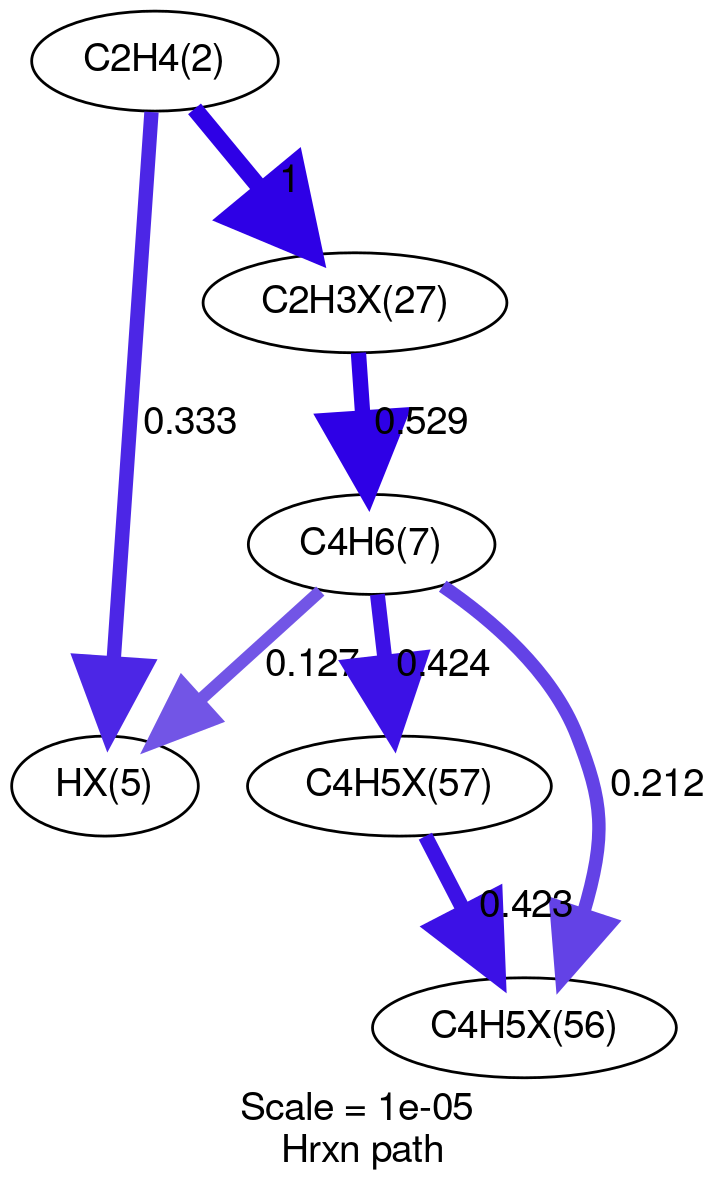 C2H4(2)
1
C2H3X(27)
0.333
0.529
C4H6(7)
0.127
0.424
HX(5)
C4H5X(57)
0.212
0.423
C4H5X(56)
Scale = 1e-05
Hrxn path